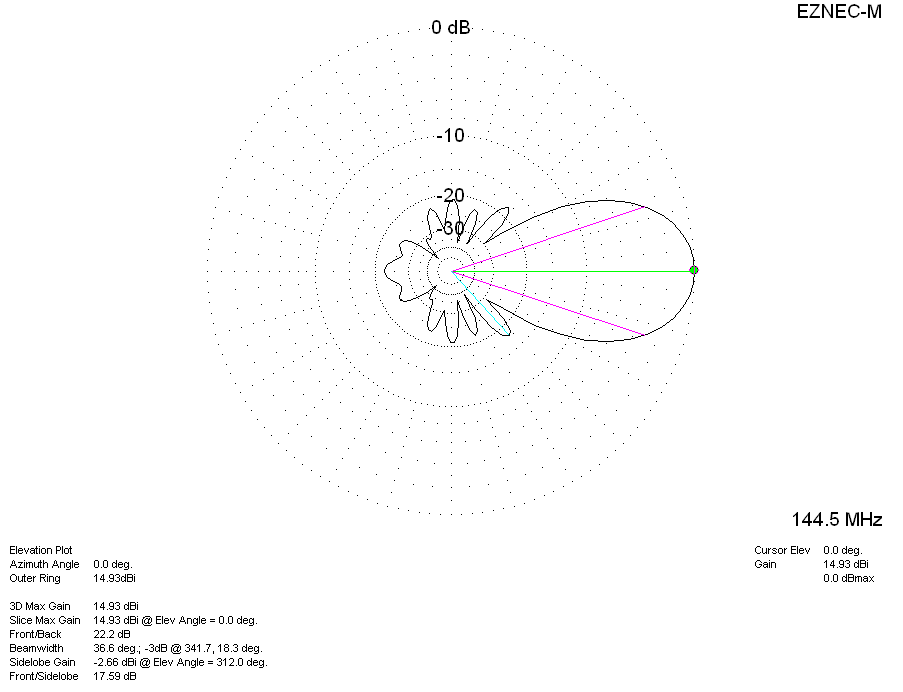 EZNEC-M
0 dB
-10
-20
-30
144.5 MHz
Elevation Plot
Azimuth Angle 0.0 deg.
Outer Ring 14.93dBi
Cursor Elev 0.0 deg.
Gain 14.93 dBi
0.0 dBmax
3D Max Gain 14.93 dBi
Slice Max Gain 14.93 dBi @ Elev Angle = 0.0 deg.
Front/Back 22.2 dB
Beamwidth 36.6 deg.; -3dB @ 341.7, 18.3 deg.
Sidelobe Gain -2.66 dBi @ Elev Angle = 312.0 deg.
Front/Sidelobe 17.59 dB